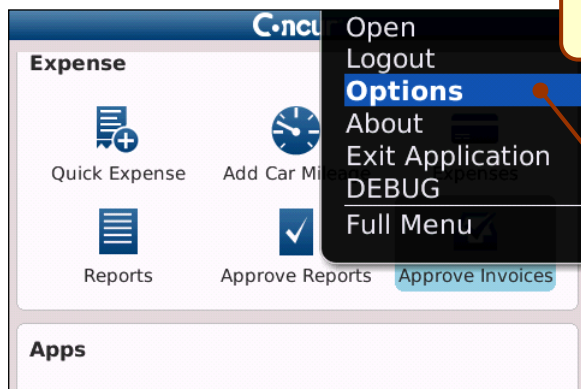 C•ncur
Expense
Open
Logout
Options
About
Exit Application
DEBUG
Full Menu
Quick Expense
Add Car Mileage
Expenses
Reports
Approve Reports
Approve Invoices
Apps